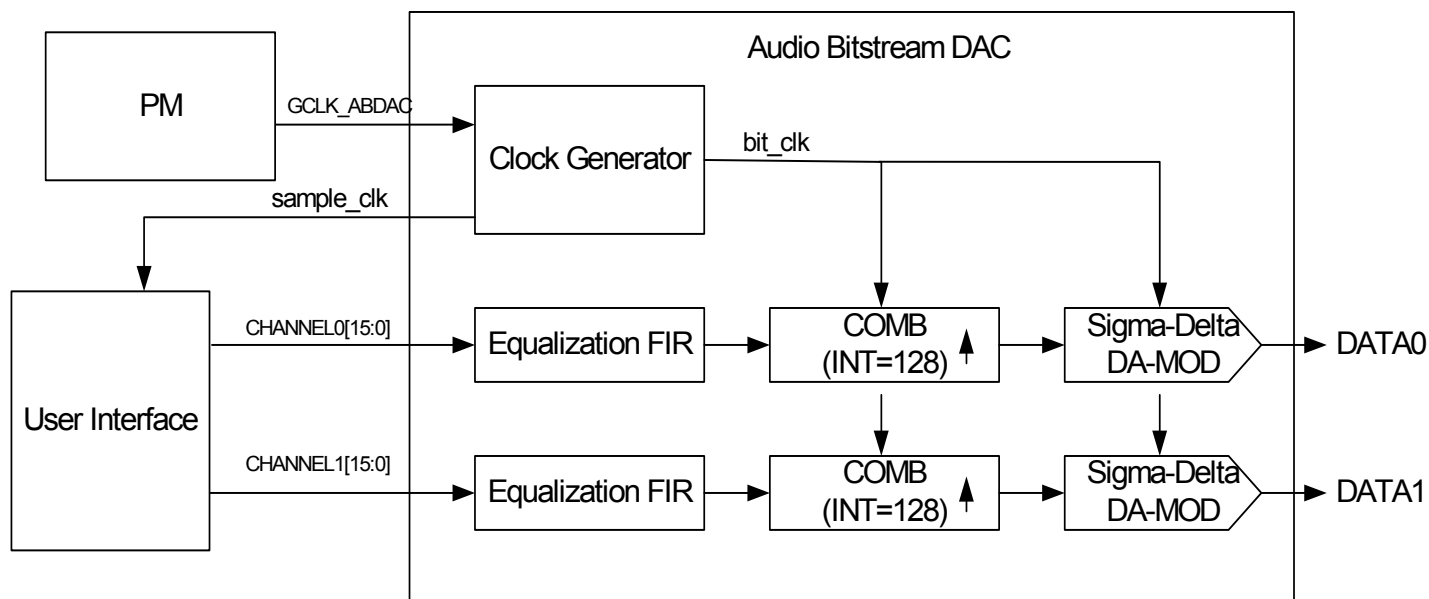 Audio Bitstream DAC
PM
GCLK_ABDAC
Clock Generator
bit_clk
sample_clk
User Interface
CHANNEL0[15:0]
Equalization FIR
COMB
(INT=128)
Sigma-Delta
DA-MOD
DATA0
CHANNEL1[15:0]
Equalization FIR
COMB
(INT=128)
Sigma-Delta
DA-MOD
DATA1